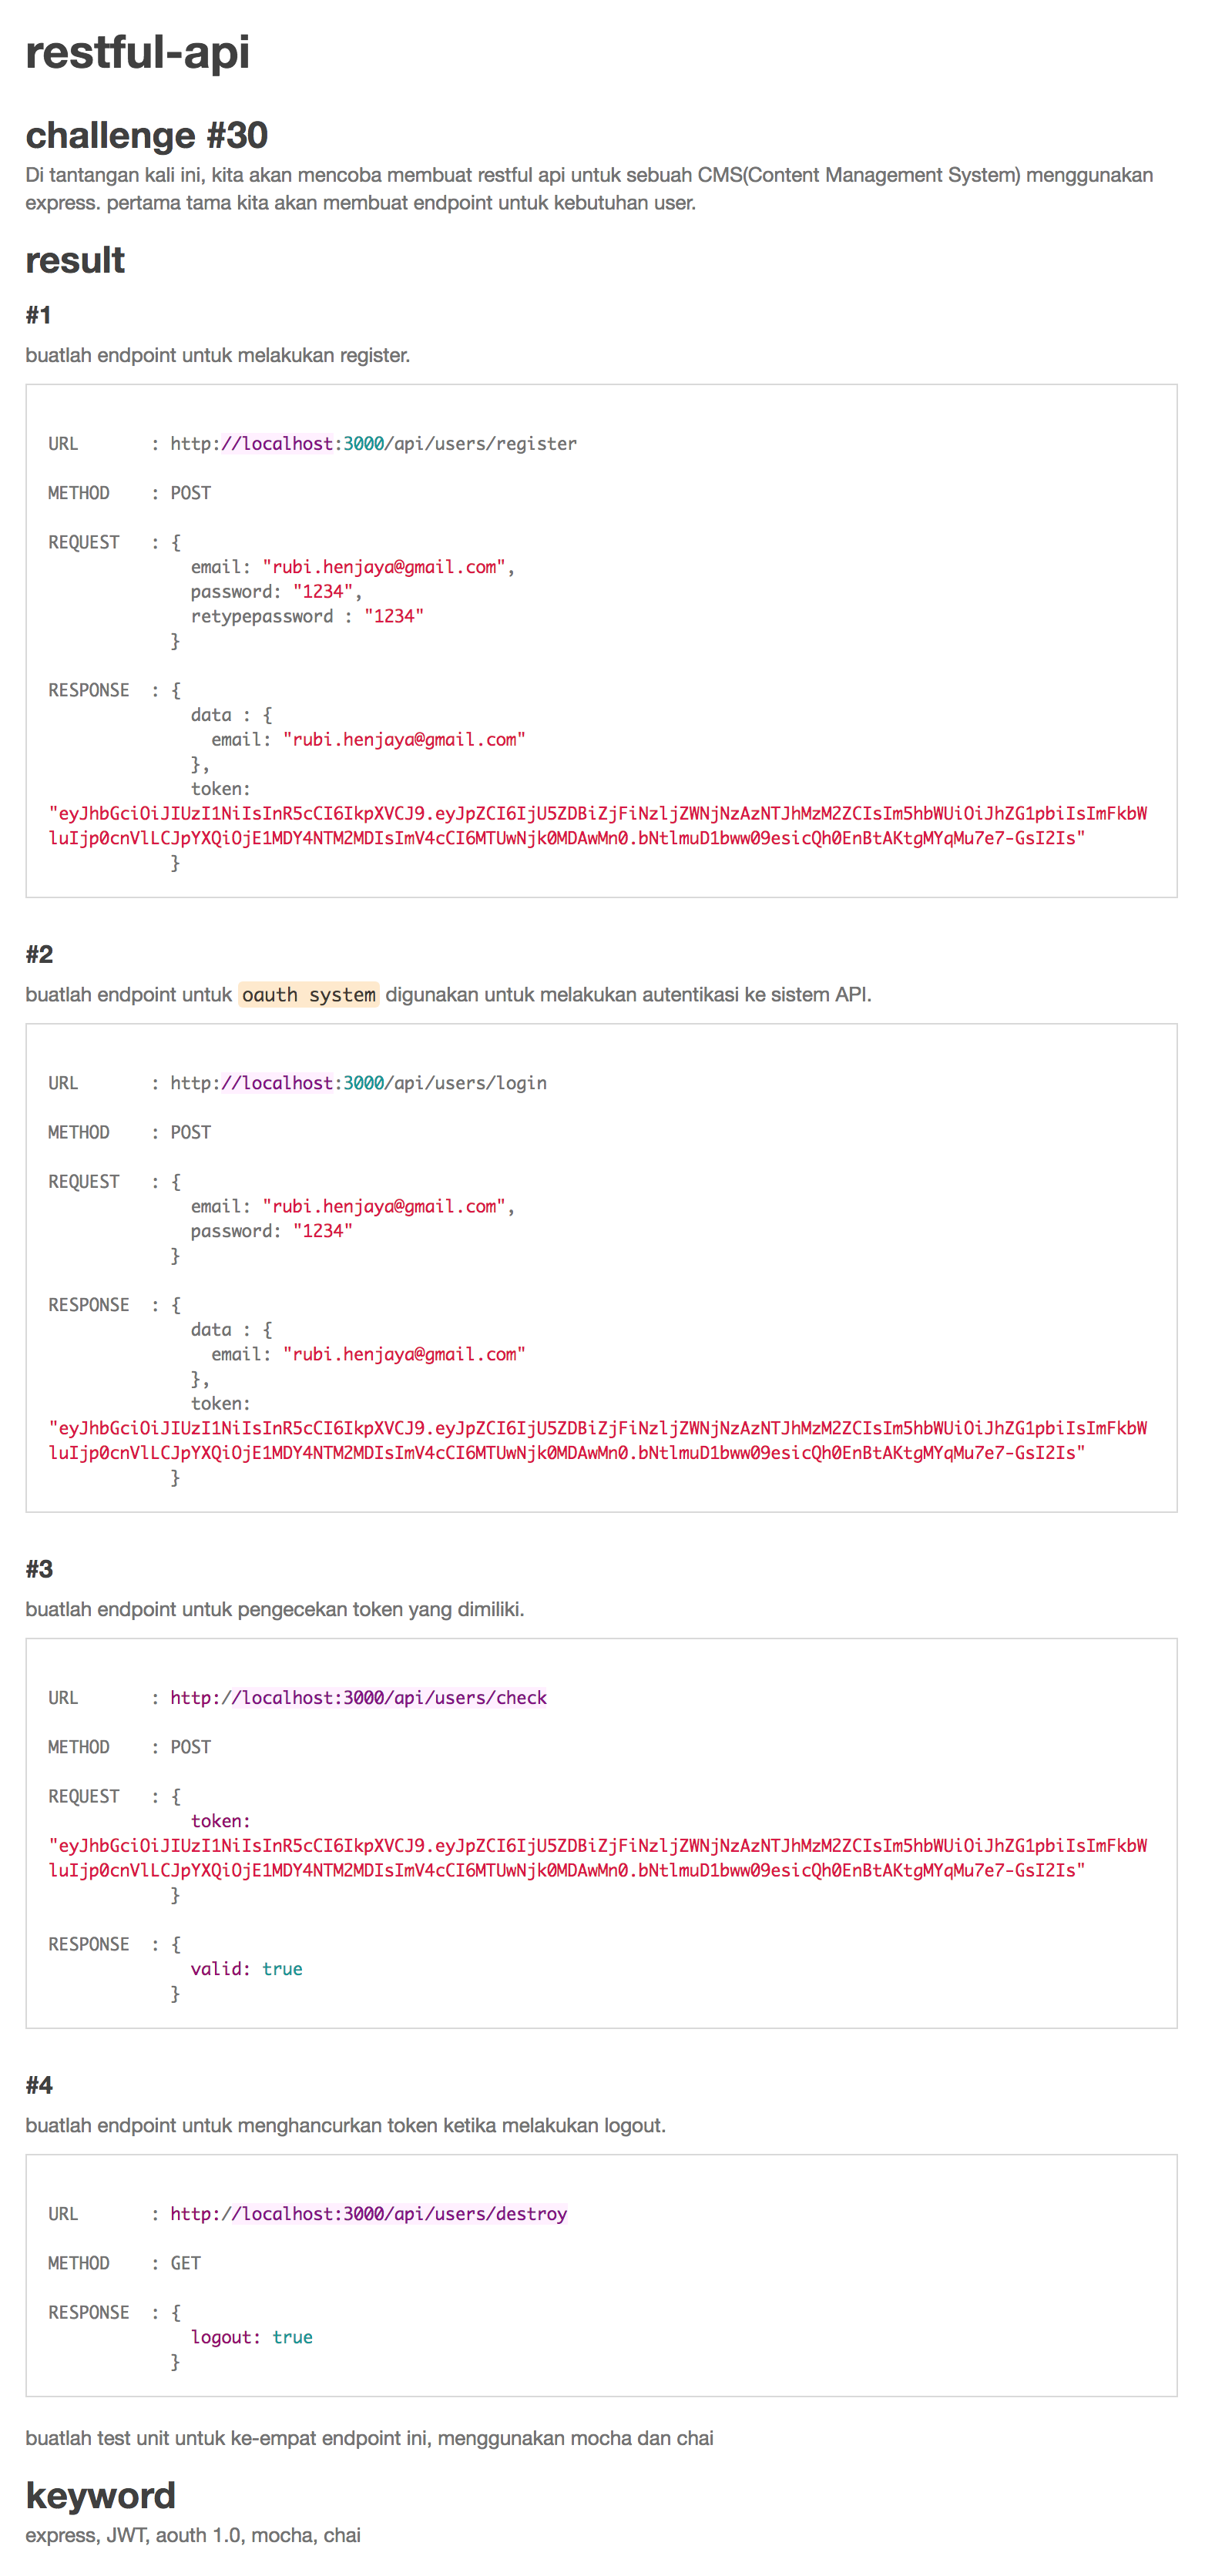 restful-api
challenge #30
Di tantangan kali ini, kita akan mencoba membuat restful api untuk sebuah CMS(Content Management System) menggunakan
express. pertama tama kita akan membuat endpoint untuk kebutuhan user.
result
#1
buatlah endpoint untuk melakukan register.
URL : http://localhost:3000/api/users/register
METHOD : POST
REQUEST : {
email: "rubi.henjaya@gmail.com",
password: "1234",
retypepassword : "1234"
}
RESPONSE : {
data : {
email: "rubi.henjaya@gmail.com"
},
token:
"eyJhbGciOiJIUzI1NiIsInR5cCI6IkpXVCJ9.eyJpZCI6IjU5ZDBiZjFiNzljZWNjNzAzNTJhMzM2ZCIsIm5hbWUiOiJhZG1pbiIsImFkbW
luIjp0cnVlLCJpYXQiOjE1MDY4NTM2MDIsImV4cCI6MTUwNjk0MDAwMn0.bNtlmuD1bww09esicQh0EnBtAKtgMYqMu7e7-GsI2Is"
}
#2
buatlah endpoint untuk oauth system digunakan untuk melakukan autentikasi ke sistem API.
URL : http://localhost:3000/api/users/login
METHOD : POST
REQUEST : {
email: "rubi.henjaya@gmail.com",
password: "1234"
}
RESPONSE : {
data : {
email: "rubi.henjaya@gmail.com"
},
token:
"eyJhbGciOiJIUzI1NiIsInR5cCI6IkpXVCJ9.eyJpZCI6IjU5ZDBiZjFiNzljZWNjNzAzNTJhMzM2ZCIsIm5hbWUiOiJhZG1pbiIsImFkbW
luIjp0cnVlLCJpYXQiOjE1MDY4NTM2MDIsImV4cCI6MTUwNjk0MDAwMn0.bNtlmuD1bww09esicQh0EnBtAKtgMYqMu7e7-GsI2Is"
}
#3
buatlah endpoint untuk pengecekan token yang dimiliki.
URL : http://localhost:3000/api/users/check
METHOD : POST
REQUEST : {
token:
"eyJhbGciOiJIUzI1NiIsInR5cCI6IkpXVCJ9.eyJpZCI6IjU5ZDBiZjFiNzljZWNjNzAzNTJhMzM2ZCIsIm5hbWUiOiJhZG1pbiIsImFkbW
luIjp0cnVlLCJpYXQiOjE1MDY4NTM2MDIsImV4cCI6MTUwNjk0MDAwMn0.bNtlmuD1bww09esicQh0EnBtAKtgMYqMu7e7-GsI2Is"
}
RESPONSE : {
valid: true
}
#4
buatlah endpoint untuk menghancurkan token ketika melakukan logout.
URL : http://localhost:3000/api/users/destroy
METHOD : GET
RESPONSE : {
logout: true
}
buatlah test unit untuk ke-empat endpoint ini, menggunakan mocha dan chai
keyword
express, JWT, aouth 1.0, mocha, chai